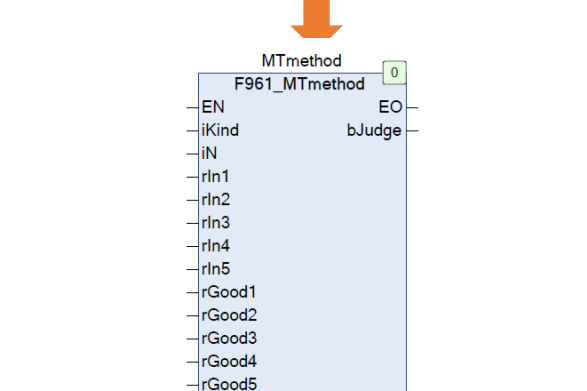 MTmethod
0
F961_MTmethod
EN EO
iKind bJudge
iN
rIn1
rIn2
rIn3
rIn4
rIn5
rGood1
rGood2
rGood3
rGood4
rGood5